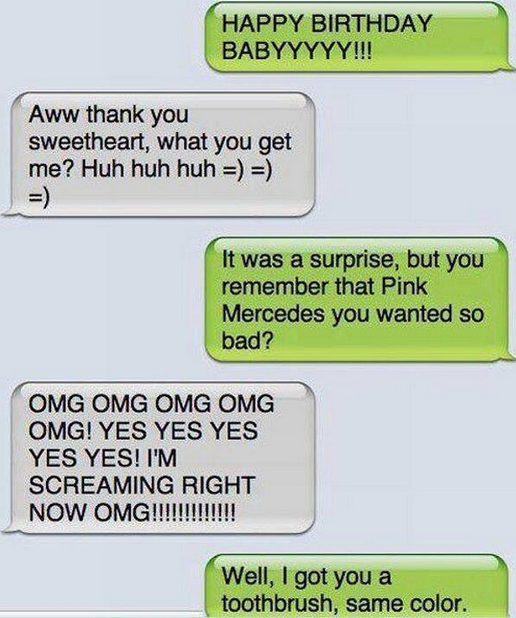 HAPPY BIRTHDAY
BABYYYYY!!!
Aww thank you
sweetheart, what you get
me? Huh huh huh =) =)
=)
It was a surprise, but you
remember that Pink
Mercedes you wanted so
bad?
OMG OMG OMG OMG
OMG! YES YES YES
YES YES! I'M
SCREAMING RIGHT
NOW OMG!!!!!!!!!!!!!
Well, I got you a
toothbrush, same color.